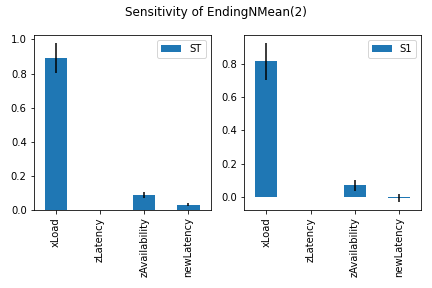 Sensitivity of EndingNMean(2)
ST
1.0
0.8
0.6
0.4
0.2
0.0
xLoad
zLatency
zAvailability
newLatency
S1
0.8
0.6
0.4
0.2
0.0
xLoad
zLatency
zAvailability
newLatency